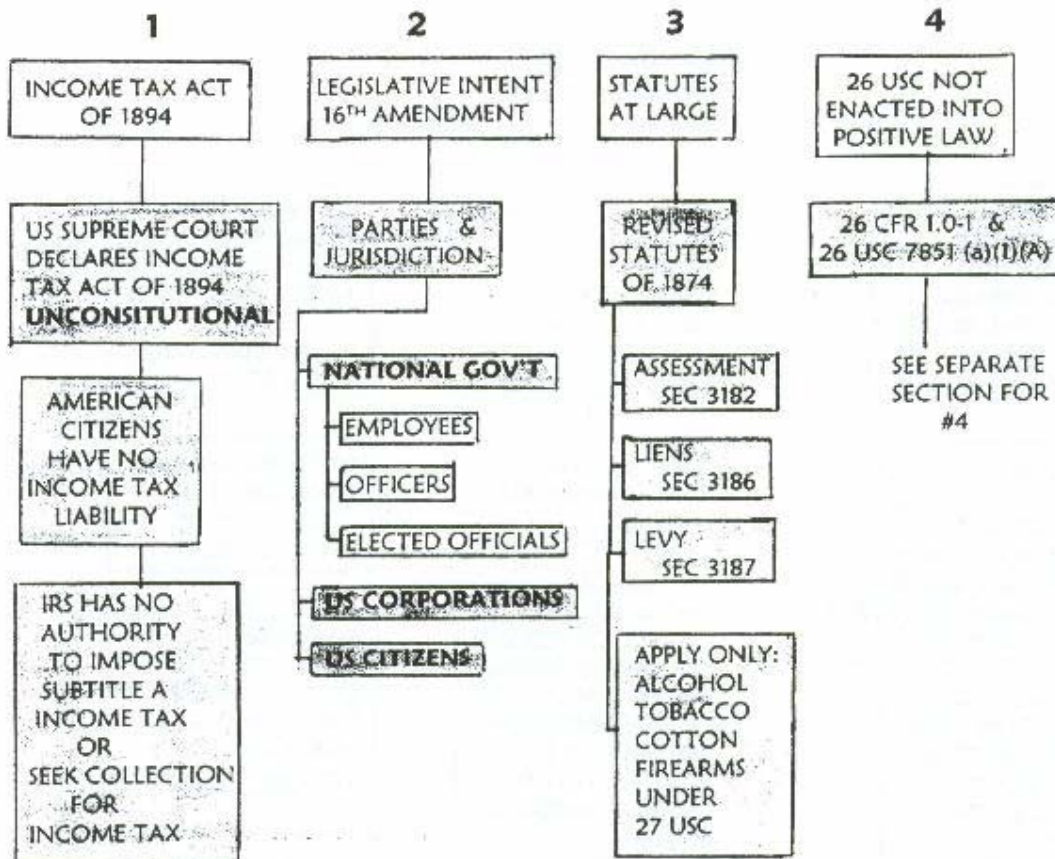 1
INCOME TAX ACT
OF 1894
US SUPREME COURT
DECLARES INCOME
TAX ACT OF 1894
UNCONSITUTIONAL
AMERICAN
CITIZENS
HAVE NO
INCOME TAX
LIABILITY
IRS HAS NO
AUTHORITY
TO IMPOSE
SUBTITLE A
INCOME TAX
OR
SEEK COLLECTION
FOR
INCOME TAX
2
LEGISLATIVE INTENT
16TH AMENDMENT
PARTIES &
JURISDICTION
NATIONAL GOV'T
EMPLOYEES
OFFICERS
ELECTED OFFICIALS
US CORPORATIONS
US CITIZENS
3
STATUTES
AT LARGE
REVISED
STATUTES
OF 1874
ASSESSMENT
SEC 3182
LIENS
SEC 3186
LEVY
SEC 3187
APPLY ONLY:
ALCOHOL
TOBACCO
COTTON
FIREARMS
UNDER
27 USC
4
26 USC NOT
ENACTED INTO
POSITIVE LAW
26 CFR 1.0-1 &
26 USC 7851 (a)(1)(A)
SEE SEPARATE
SECTION FOR
#4